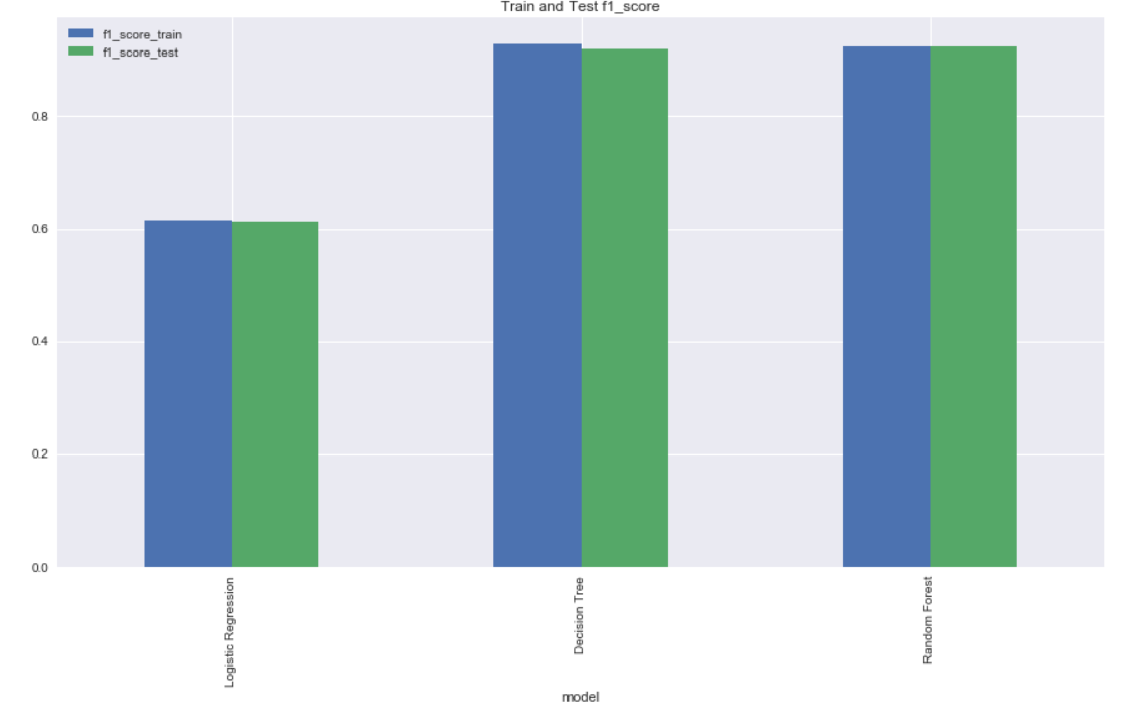 Train and Test f1_score
f1_score_train
f1_score_test
0.8
0.6
0.4
0.2
0.0
Logistic Regression
Decision Tree
Random Forest
model